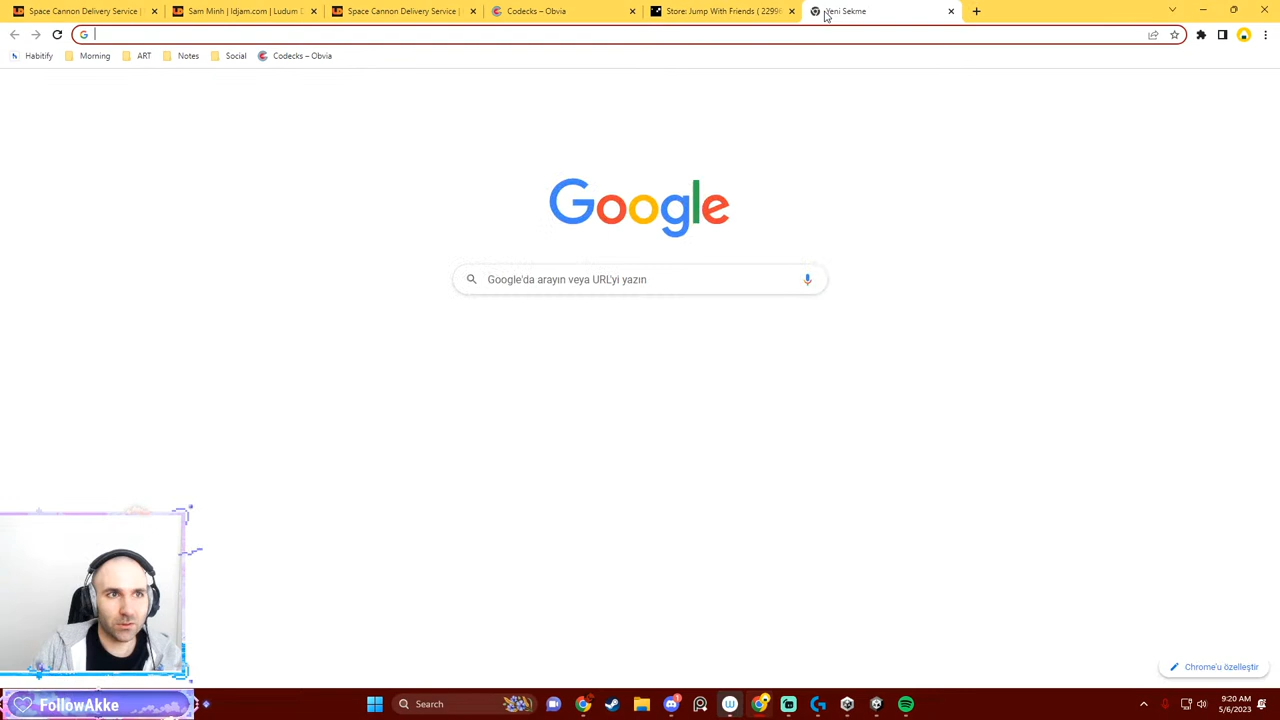 Space Cannon Delivery Service |
Sam Minh | ldjam.com | Ludum D
Space Cannon Delivery Service |
Codecks – Obvia
Store: Jump With Friends ( 22998
Yeni Sekme
Habitify
Morning
ART
Notes
Social
Codecks – Obvia
Google
Google'da arayın veya URL'yi yazın
Chrome'u özelleştir
FollowAkke
Search
9:20 AM
5/6/2023